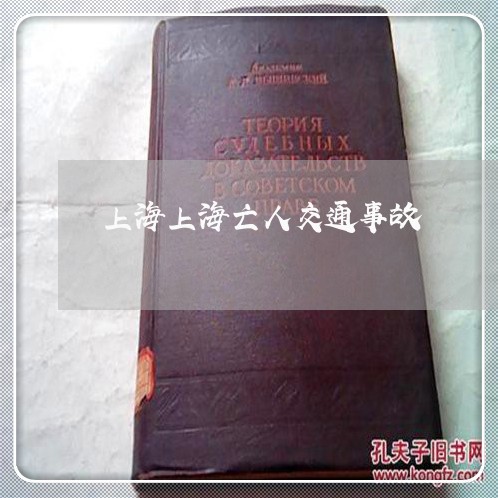 Академик
А. Я. ВЫШИНСКИЙ
ТЕОРИЯ
СУДЕБНЫХ
ДОКАЗАТЕЛЬСТВ
В СОВЕТСКОМ
ПРАВЕ
上海上海亡人交通事故
孔夫子旧书网
kongfz.com